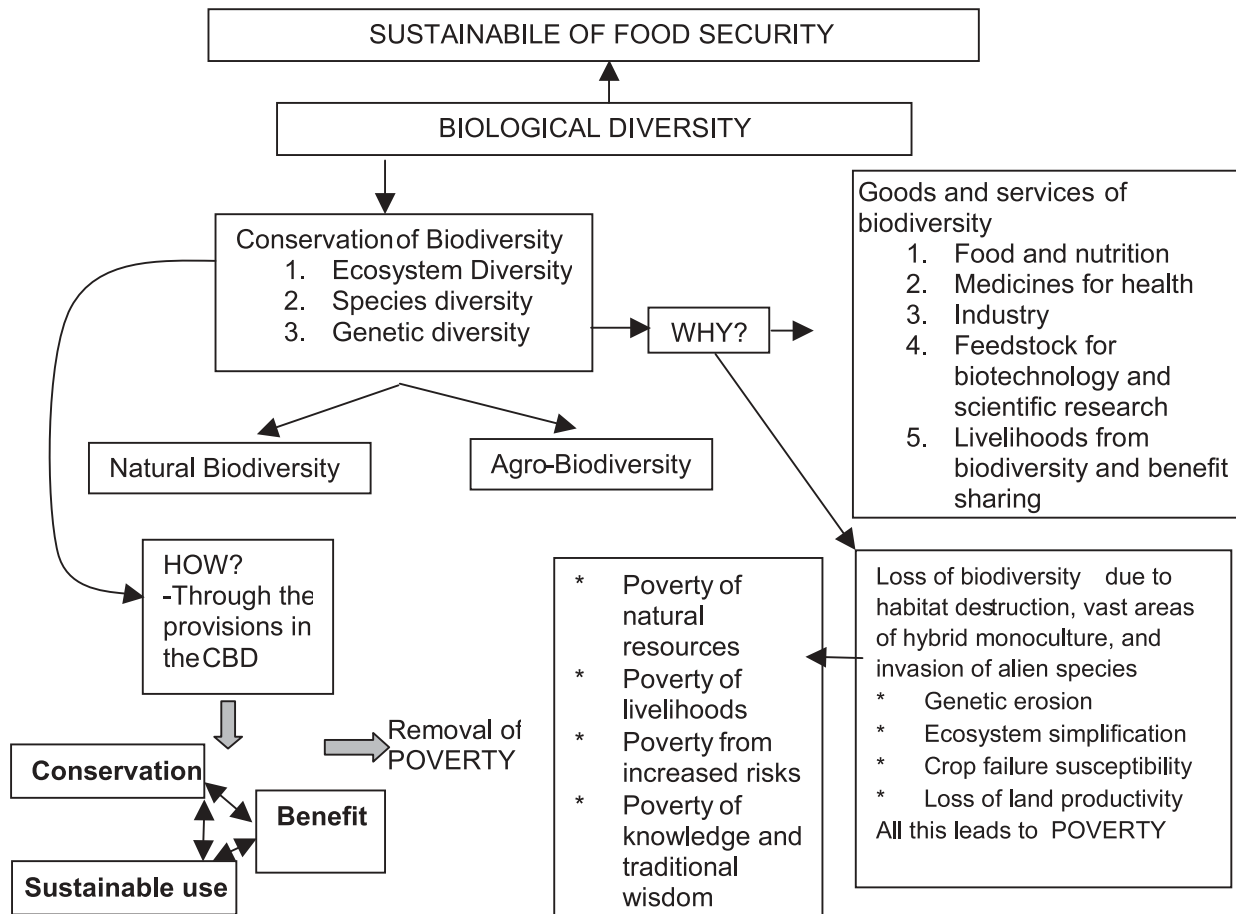 SUSTAINABILE OF FOOD SECURITY
BIOLOGICAL DIVERSITY
Conservation of Biodiversity
1. Ecosystem Diversity
2. Species diversity
3. Genetic diversity
WHY?
Goods and services of
biodiversity
1. Food and nutrition
2. Medicines for health
3. Industry
4. Feedstock for
biotechnology and
scientific research
5. Livelihoods from
biodiversity and benefit
sharing
Natural Biodiversity
Agro-Biodiversity
HOW?
-Through the
provisions in
the CBD
Removal of
POVERTY
Conservation
Benefit
Sustainable use
* Poverty of
natural
resources
* Poverty of
livelihoods
* Poverty from
increased risks
* Poverty of
knowledge and
traditional
wisdom
Loss of biodiversity due to
habitat destruction, vast areas
of hybrid monoculture, and
invasion of alien species
* Genetic erosion
* Ecosystem simplification
* Crop failure susceptibility
* Loss of land productivity
All this leads to POVERTY